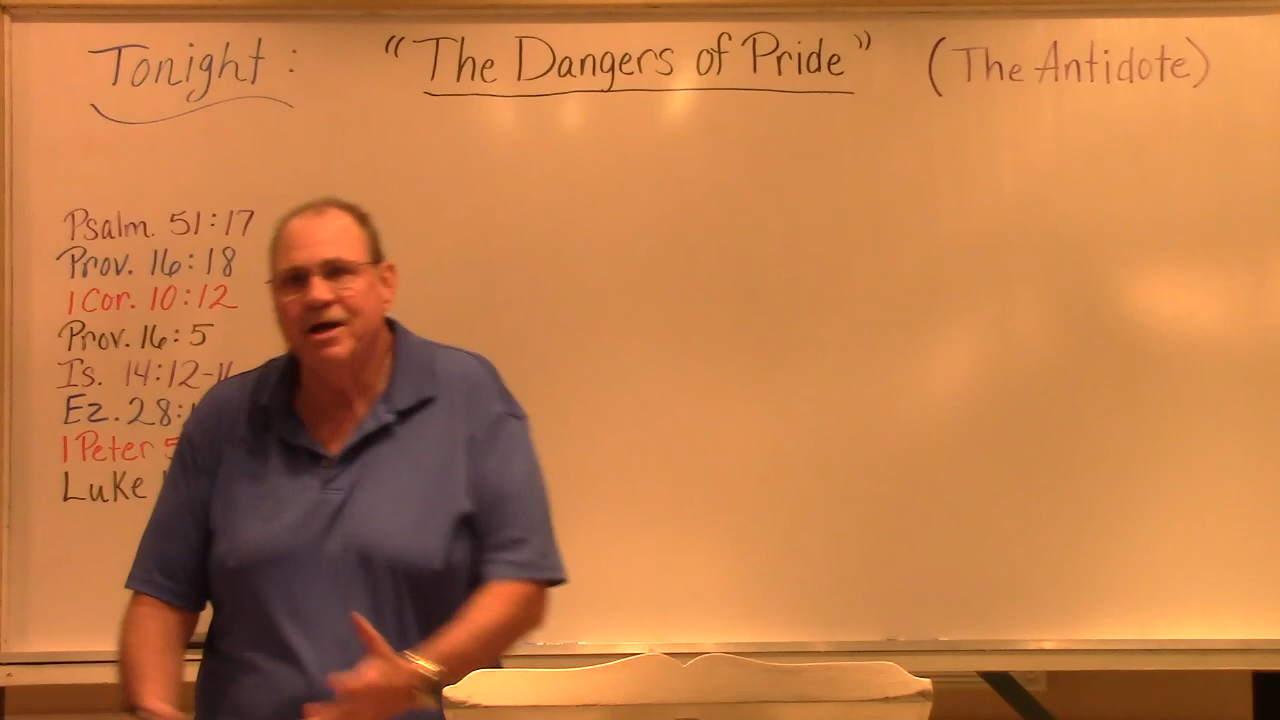 Tonight : "The Dangers of Pride" (The Antidote)
Psalm. 51:17
Prov. 16:18
1 Cor. 10:12
Prov. 16:5
Is. 14:12-
Ez. 28:
1 Peter 5
Luke